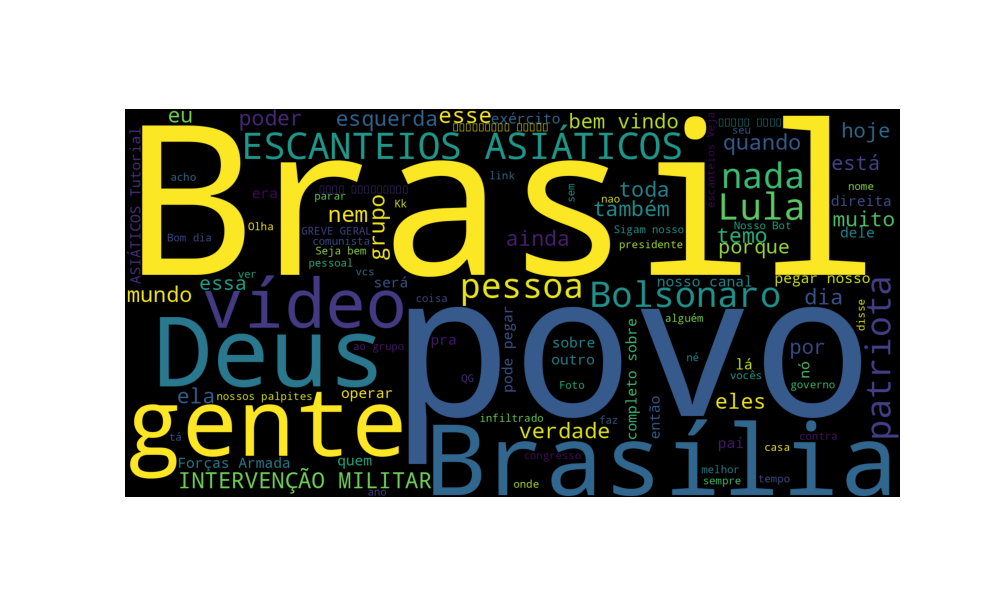 eu
poder
esquerda
esse
exército
bem vindo
hoje
ESCANTEIOS ASIÁTICOS
seu
quando
está
Brasil
ASIÁTICOS Tutorial
escanteios seja
acho
link
nada
toda
sem
nao
nome
era
parar
Kk
nem
grupo
também
Lula
direita
muito
Olha
GREVE GERAL
Bom dia
comunista
Seja bem
pessoal
ainda
Sigam nosso
presidente
Nosso Bot
temo
porque
dele
vcs
ver
essa
será
mundo
vídeo
coisa
pessoa
nosso canal
Bolsonaro
pegar nosso
dia
disse
patriota
Deus
povo
ao grupo
pra
pode pegar
sobre
outro
alguém
completo sobre
né
lá
vocês
por
nó
governo
QG
Foto
ela
nossos palpites
operar
gente
infiltrado
faz
então
eles
verdade
tá
Forças Armada
quem
Brasília
congresso
paí
casa
contra
INTERVENÇÃO MILITAR
ano
onde
melhor
sempre
tempo